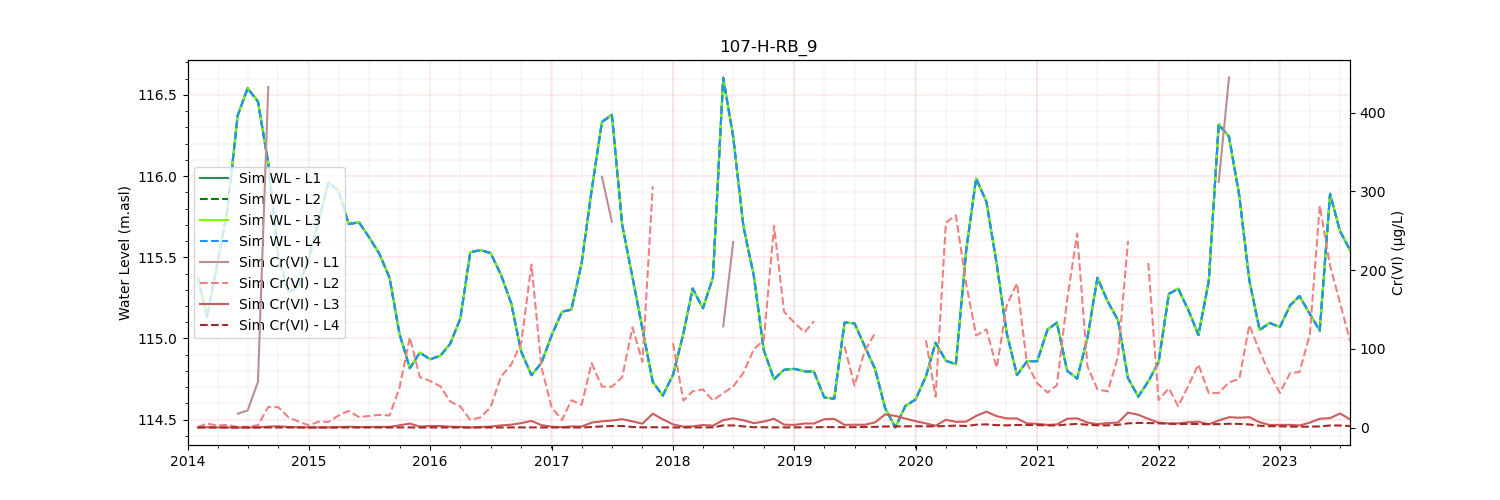 107-H-RB_9
Water Level (m.asl)
116.5
116.0
115.5
115.0
114.5
Sim WL - L1
Sim WL - L2
Sim WL - L3
Sim WL - L4
Sim Cr(VI) - L1
Sim Cr(VI) - L2
Sim Cr(VI) - L3
Sim Cr(VI) - L4
400
300
200
100
0
Cr(VI) (µg/L)
2014 2015 2016 2017 2018 2019 2020 2021 2022 2023